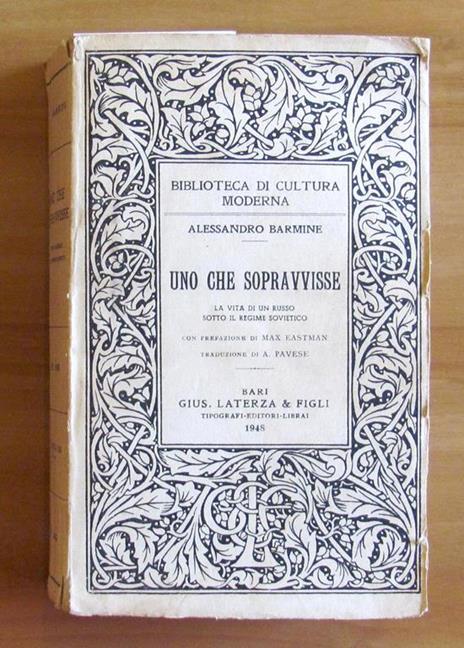 BIBLIOTECA DI CULTURA
MODERNA
ALESSANDRO BARMINE
UNO CHE SOPRAVVISSE
LA VITA DI UN RUSSO
SOTTO IL REGIME SOVIETICO
CON PREFAZIONE DI MAX EASTMAN
TRADUZIONE DI A. PAVESE
BARI
GIUS. LATERZA & FIGLI
TIPOGRAFI-EDITORI-LIBRAI
1948